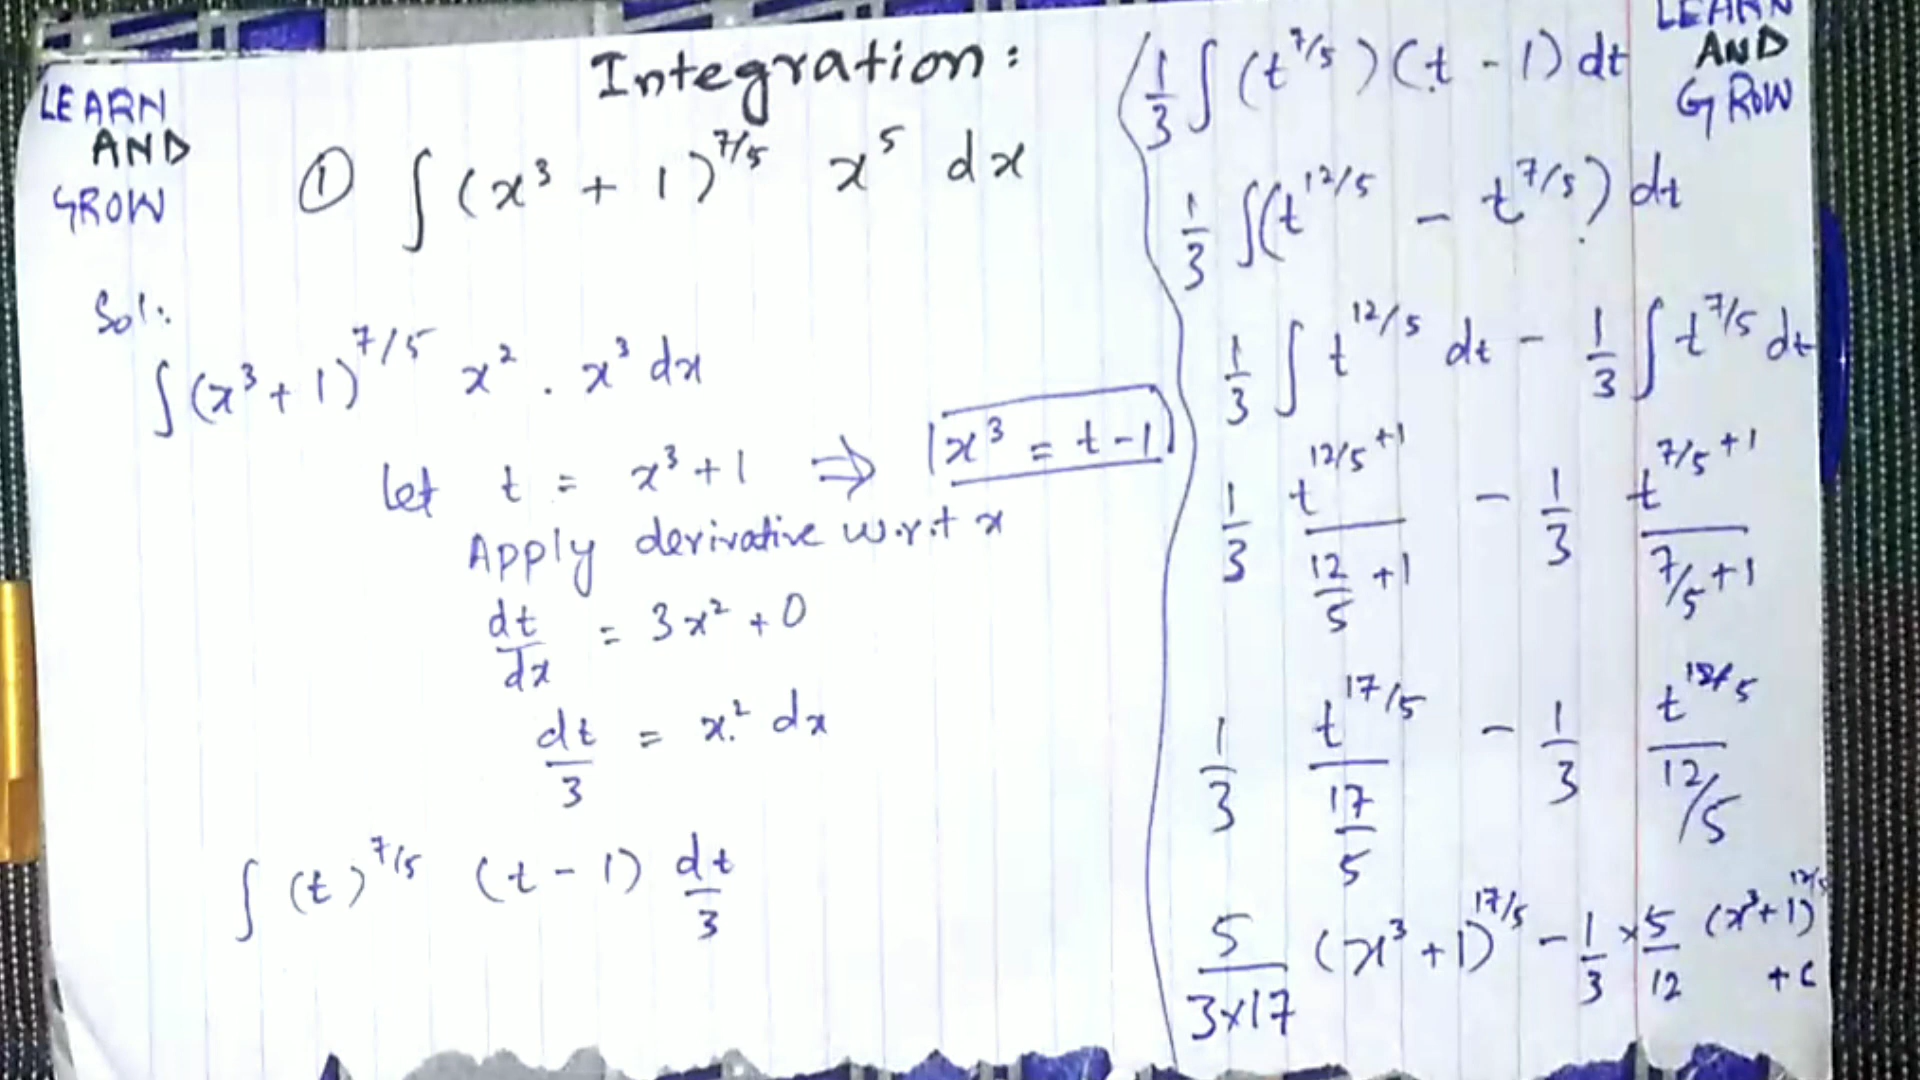 Integration:
LEARN
AND
GROW
① ∫ (x³ + 1)^7/5 x⁵ dx
Sol:
∫ (x³ + 1)^7/5 x² . x³ dx
Let t = x³ + 1 ⇒ x³ = t - 1
Apply derivative w.r.t x
dt/dx = 3x² + 0
dt/3 = x² dx
∫ (t)^7/5 (t - 1) dt/3
LEARN
AND
GROW
1/3 ∫ (t^7/5) (t - 1) dt
1/3 ∫ (t^12/5 - t^7/5) dt
1/3 ∫ t^12/5 dt - 1/3 ∫ t^7/5 dt
1/3 t^12/5+1 / 12/5 +1 - 1/3 t^7/5+1 / 7/5+1
1/3 t^17/5 / 17/5 - 1/3 t^12/5 / 12/5
5/3×17 (x³ + 1)^17/5 - 1/3 × 5/12 (x³ + 1)^12/5 + c